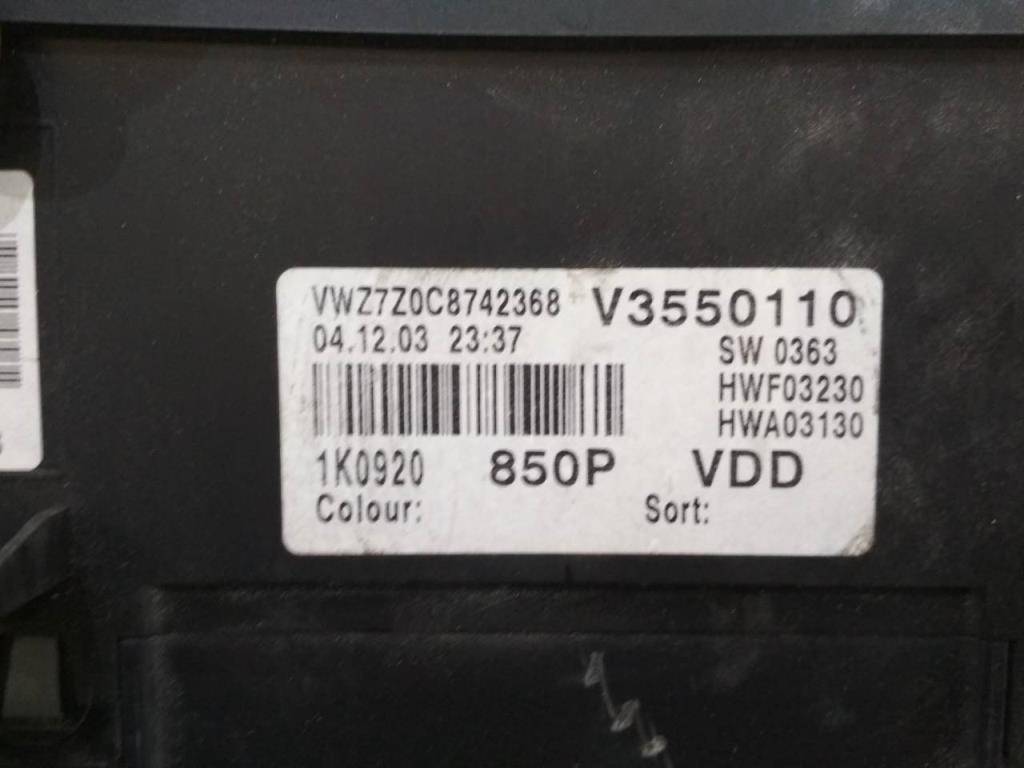 VWZ7Z0C8742368 V3550110
04.12.03 23:37 SW 0363
HWF03230
HWA03130
1K0920 850P VDD
Colour: Sort: